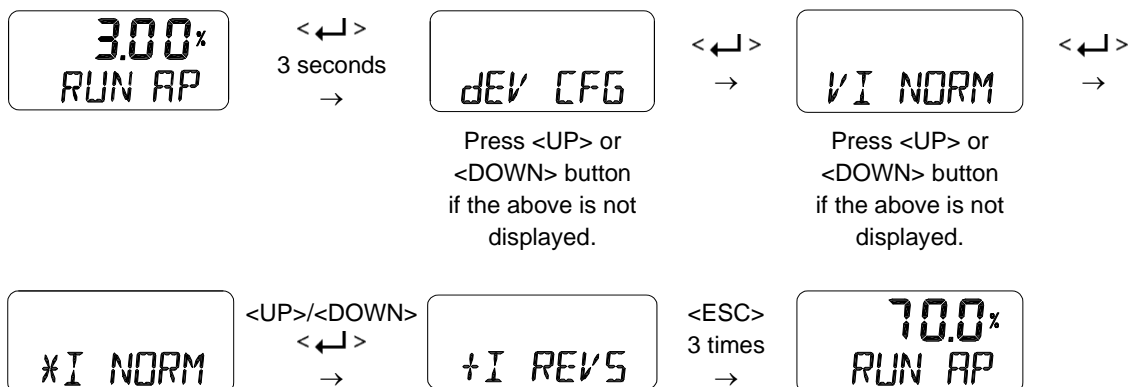 3.00%
RUN AP
< ↵ >
3 seconds
→
dEV CFG
Press <UP> or
<DOWN> button
if the above is not
displayed.
< ↵ >
→
VI NORM
Press <UP> or
<DOWN> button
if the above is not
displayed.
< ↵ >
→
*I NORM
<UP>/<DOWN>
< ↵ >
→
+I REVS
<ESC>
3 times
→
70.0%
RUN AP